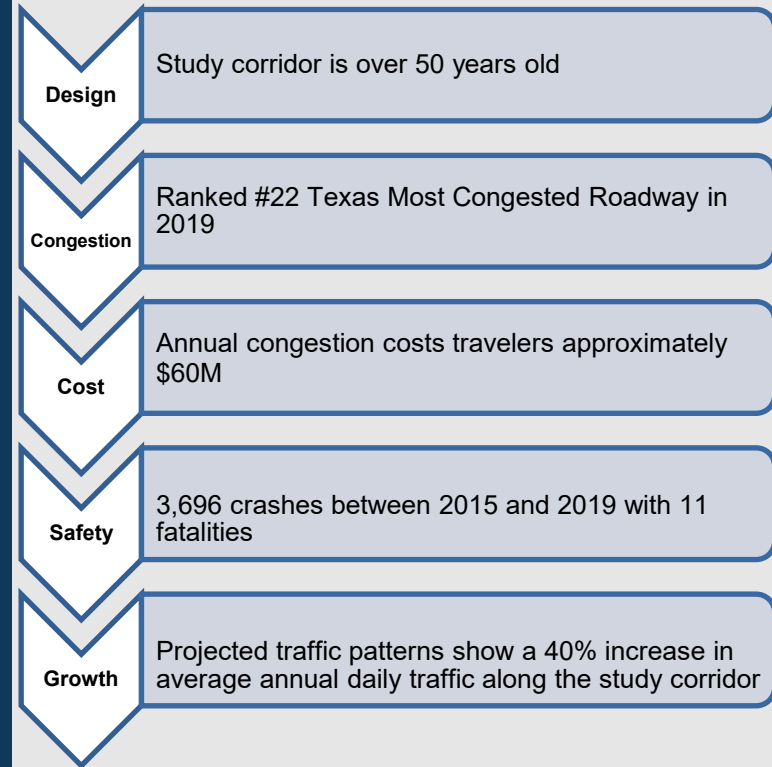 Design
Study corridor is over 50 years old
Congestion
Ranked #22 Texas Most Congested Roadway in
2019
Cost
Annual congestion costs travelers approximately
$60M
Safety
3,696 crashes between 2015 and 2019 with 11
fatalities
Growth
Projected traffic patterns show a 40% increase in
average annual daily traffic along the study corridor